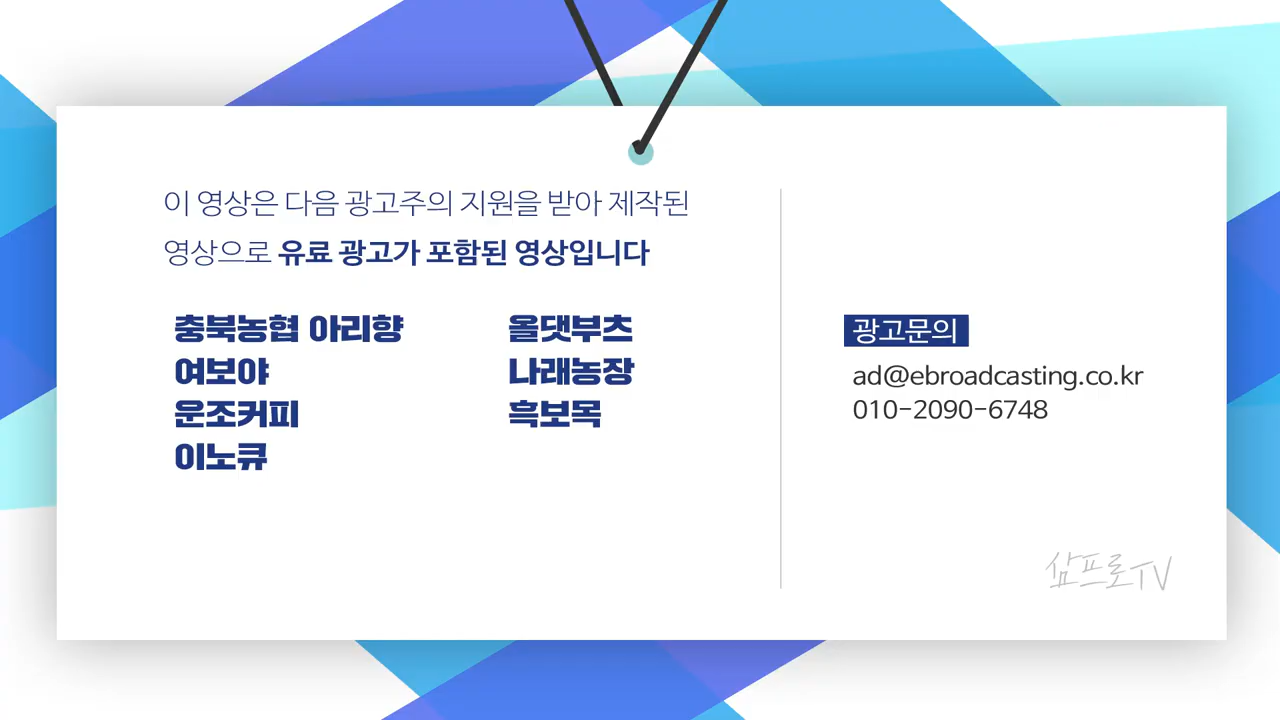 이 영상은 다음 광고주의 지원을 받아 제작된
영상으로 유료 광고가 포함된 영상입니다
충북농협 아리향
여보야
운조커피
이노큐
올댓부츠
나래농장
흑보목
광고문의
ad@ebroadcasting.co.kr
010-2090-6748
삼프로TV